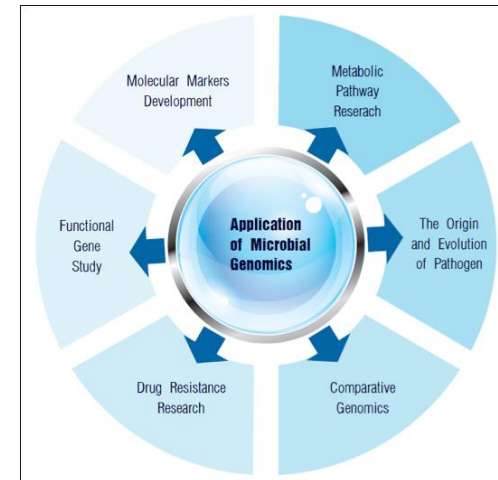 Molecular Markers
Development
Metabolic
Pathway
Reserach
Functional
Gene
Study
Application
of Microbial
Genomics
The Origin
and Evolution
of Pathogen
Drug Resistance
Research
Comparative
Genomics